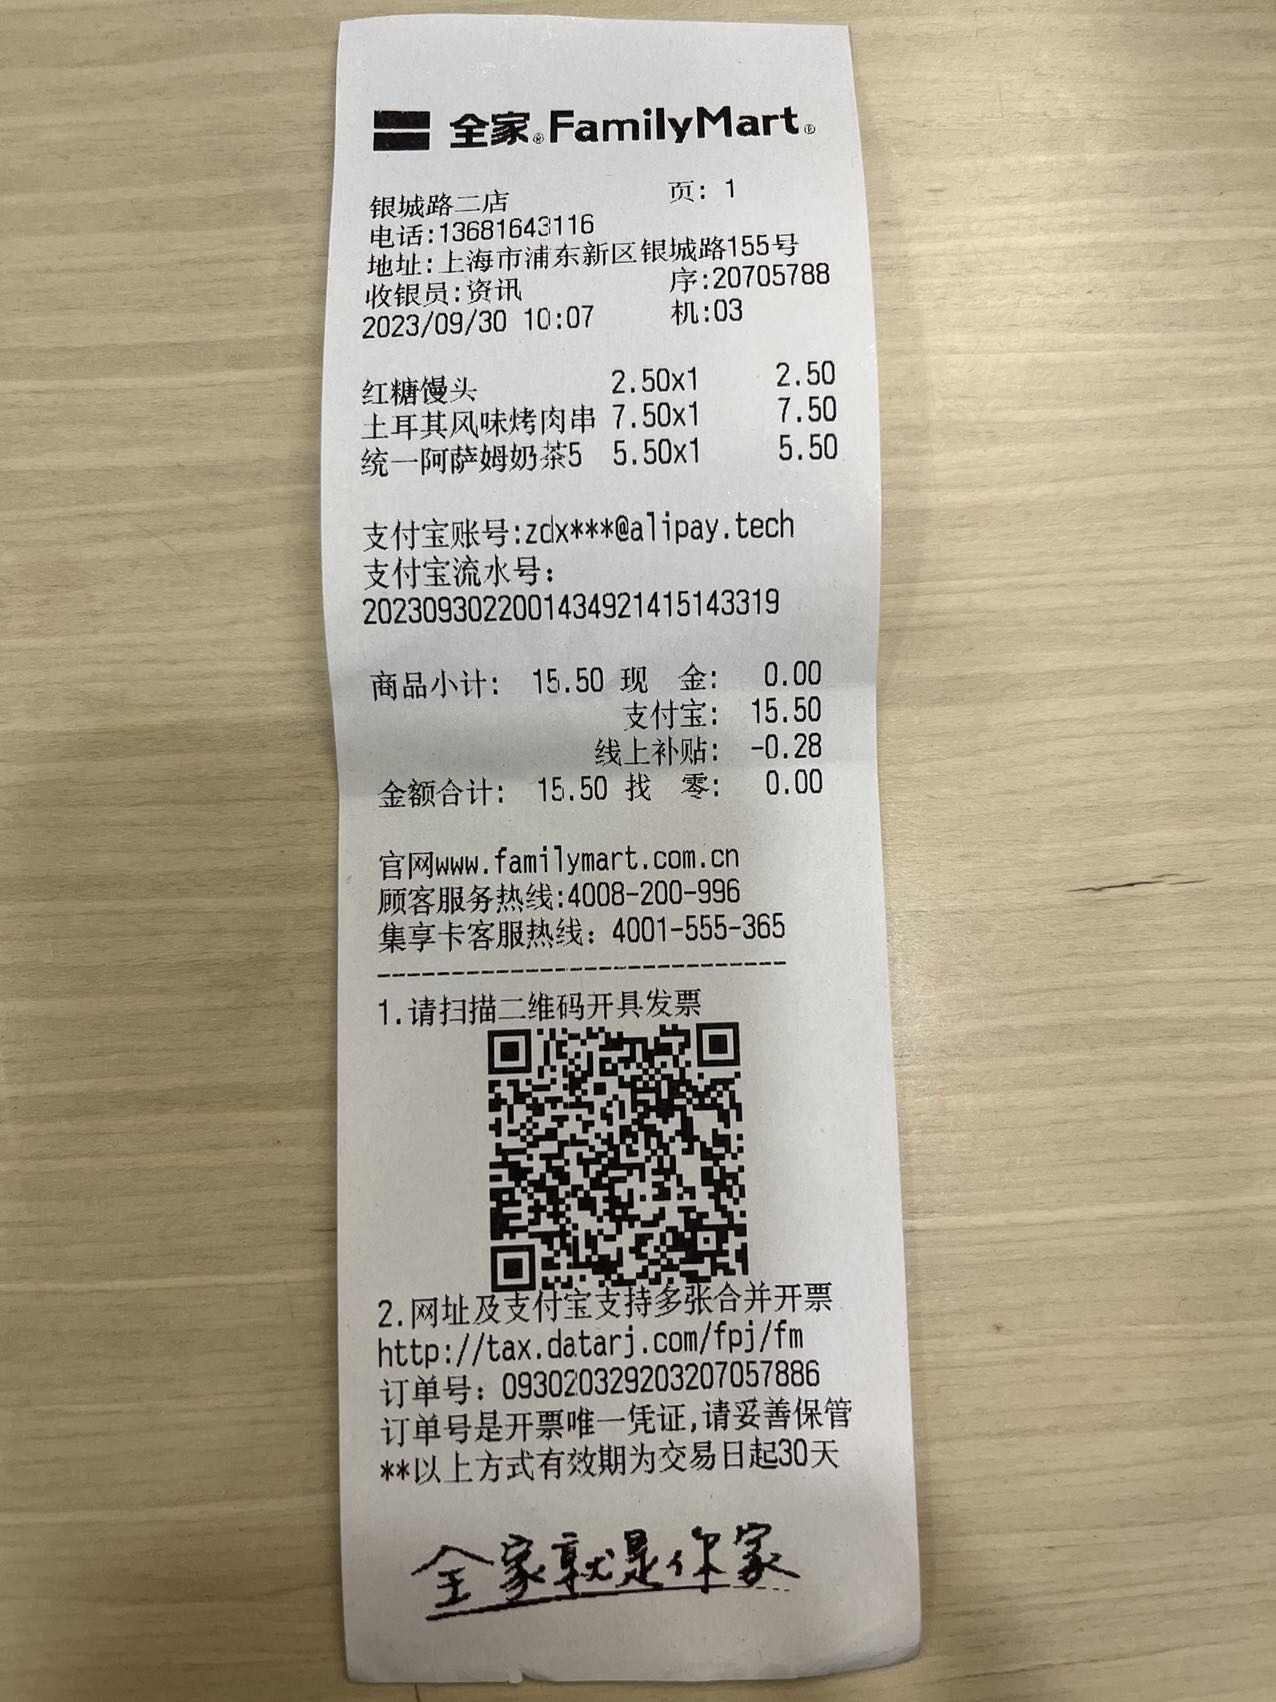 全家® FamilyMart®
银城路二店 页: 1
电话:13681643116
地址:上海市浦东新区银城路155号
收银员:资讯 序:20705788
2023/09/30 10:07 机:03
红糖馒头 2.50x1 2.50
土耳其风味烤肉串 7.50x1 7.50
统一阿萨姆奶茶5 5.50x1 5.50
支付宝账号:zdx***@alipay.tech
支付宝流水号:
2023093022001434921415143319
商品小计: 15.50 现 金: 0.00
支付宝: 15.50
线上补贴: -0.28
金额合计: 15.50 找 零: 0.00
官网www.familymart.com.cn
顾客服务热线:4008-200-996
集享卡客服热线: 4001-555-365
----------------------------
1.请扫描二维码开具发票
2.网址及支付宝支持多张合并开票
http://tax.datarj.com/fpj/fm
订单号: 093020329203207057886
订单号是开票唯一凭证,请妥善保管
**以上方式有效期为交易日起30天
全家就是你家